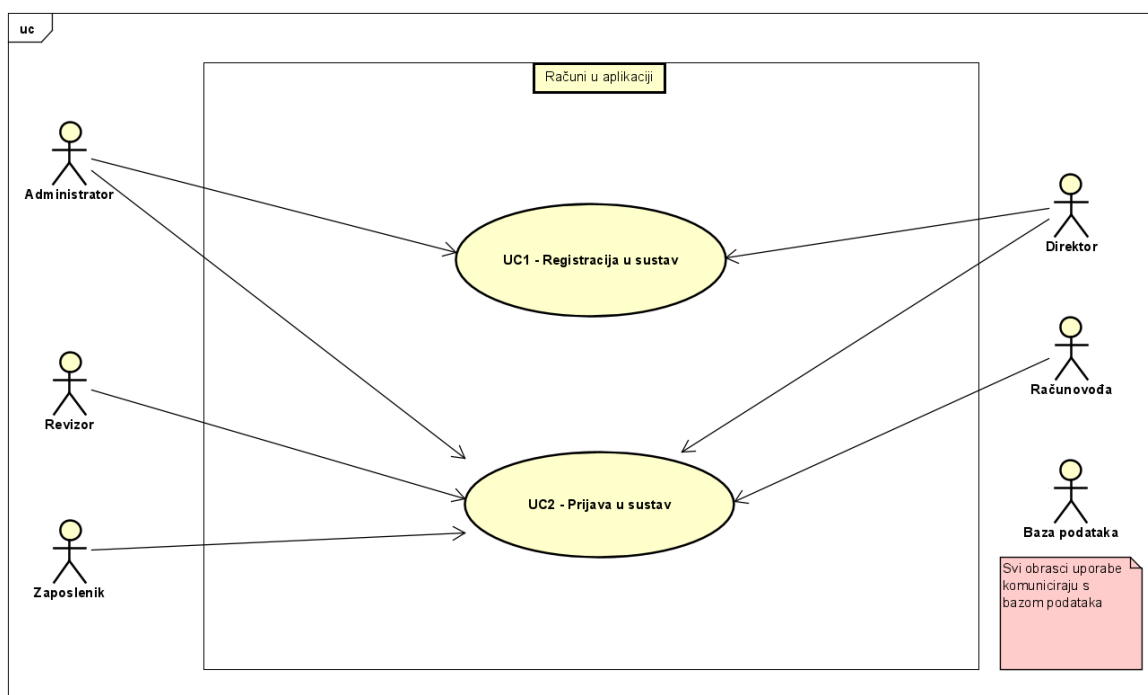 uc
Računi u aplikaciji
Administrator
UC1 - Registracija u sustav
Direktor
Računovođa
Revizor
UC2 - Prijava u sustav
Baza podataka
Zaposlenik
Svi obrasci uporabe
komuniciraju s
bazom podataka